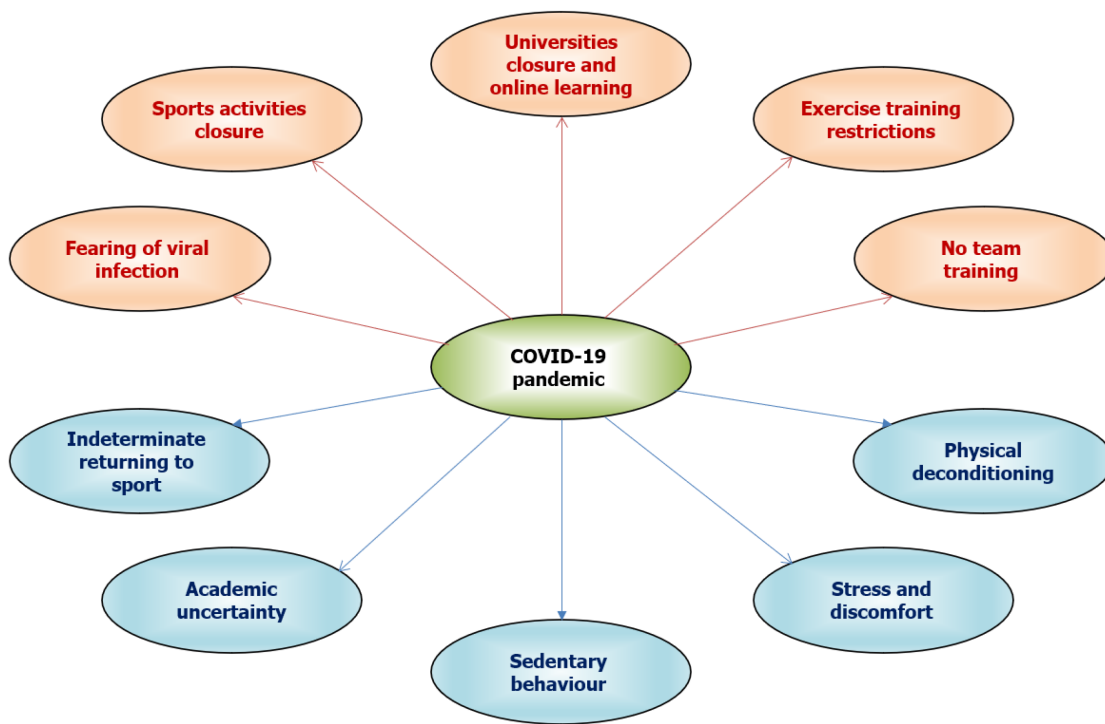 Universities
closure and
online learning
Sports activities
closure
Exercise training
restrictions
Fearing of viral
infection
No team
training
COVID-19
pandemic
Indeterminate
returning to
sport
Physical
deconditioning
Academic
uncertainty
Stress and
discomfort
Sedentary
behaviour